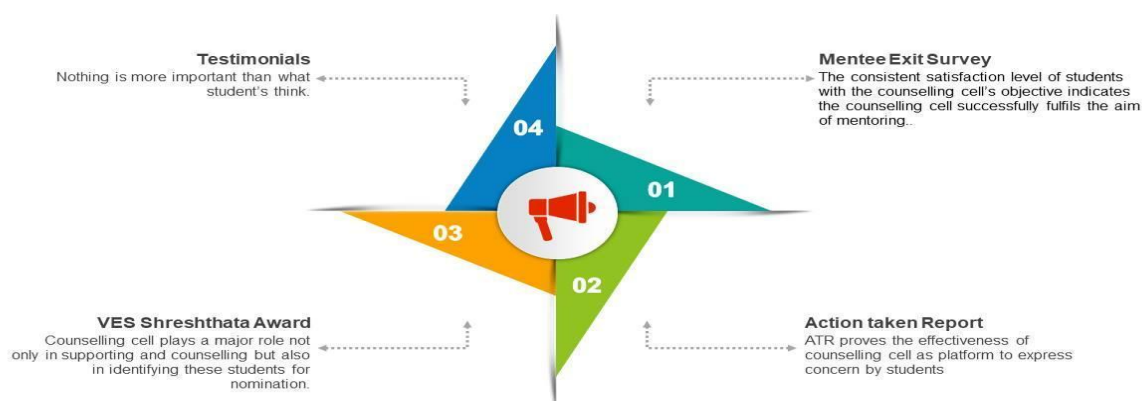 Testimonials
Nothing is more important than what
student's think.
Mentee Exit Survey
The consistent satisfaction level of students
with the counselling cell's objective indicates
the counselling cell successfully fulfils the aim
of mentoring..
04
01
03
02
VES Shreshthata Award
Counselling cell plays a major role not
only in supporting and counselling but also
in identifying these students for
nomination.
Action taken Report
ATR proves the effectiveness of
counselling cell as platform to express
concern by students